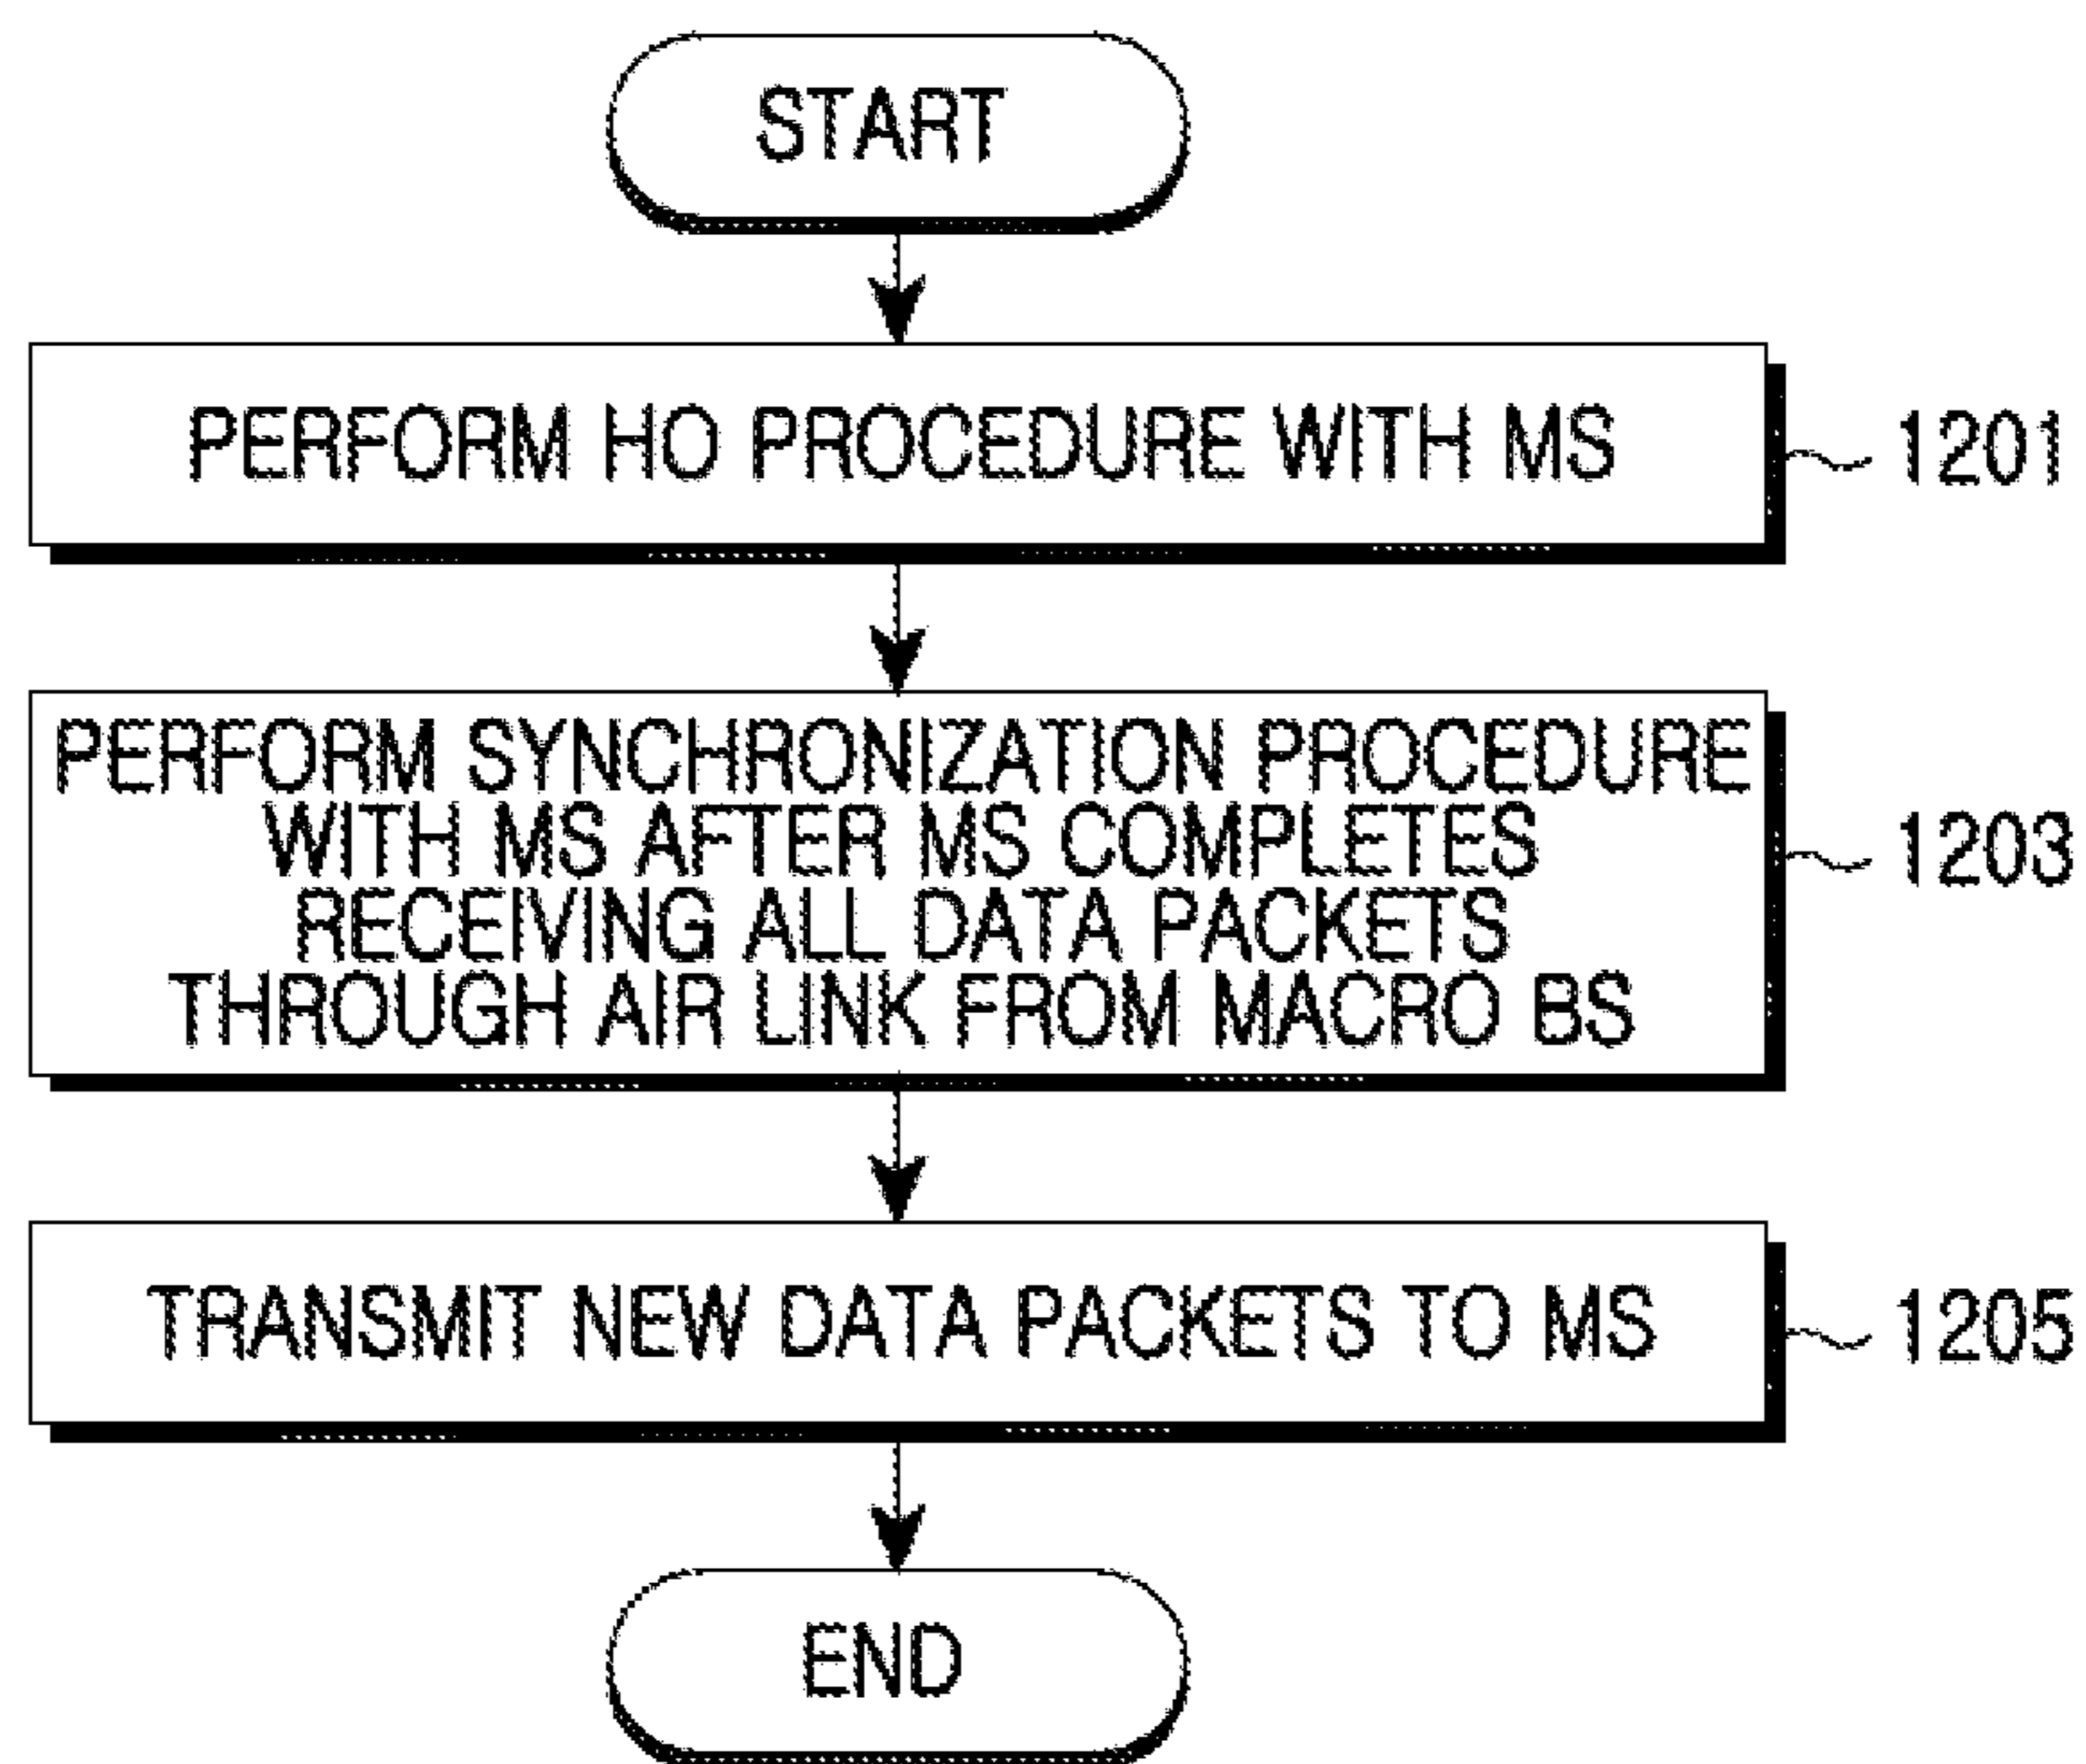 START
PERFORM HO PROCEDURE WITH MS
1201
PERFORM SYNCHRONIZATION PROCEDURE
WITH MS AFTER MS COMPLETES
RECEIVING ALL DATA PACKETS
THROUGH AIR LINK FROM MACRO BS
1203
TRANSMIT NEW DATA PACKETS TO MS
1205
END